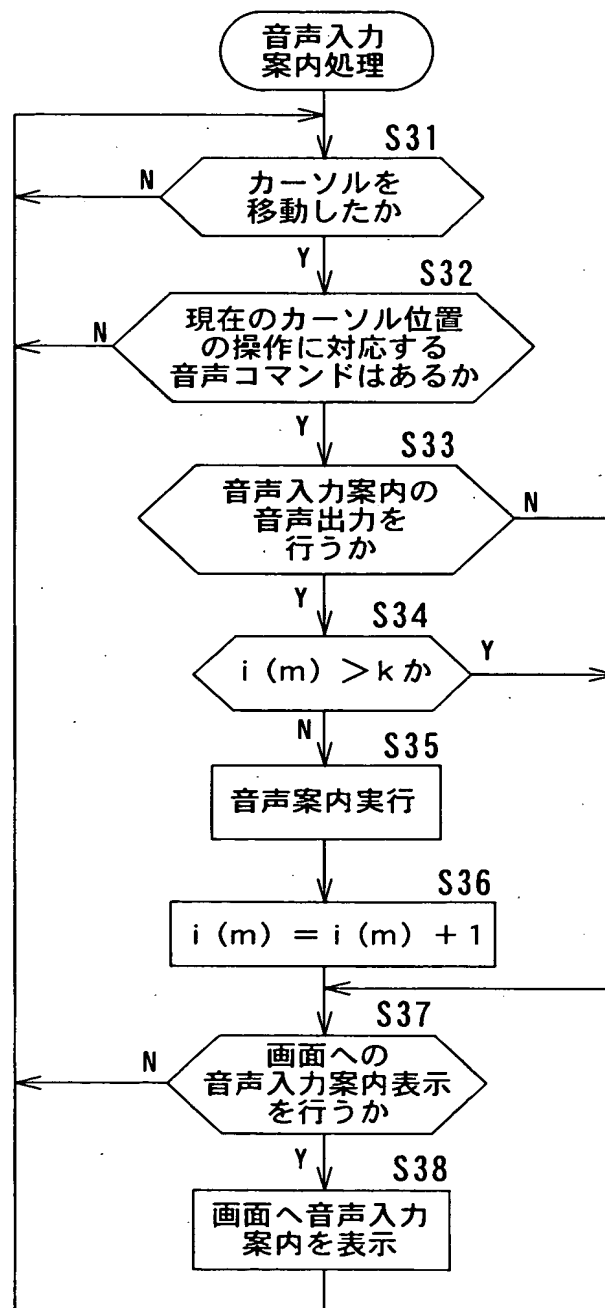 音声入力
案内処理
S31
N
カーソルを
移動したか
Y
S32
N
現在のカーソル位置
の操作に対応する
音声コマンドはあるか
Y
S33
音声入力案内の
音声出力を
行うか
N
Y
S34
i(m)>kか
Y
N
S35
音声案内実行
S36
i(m)=i(m)+1
S37
N
画面への
音声入力案内表示
を行うか
Y
S38
画面へ音声入力
案内を表示